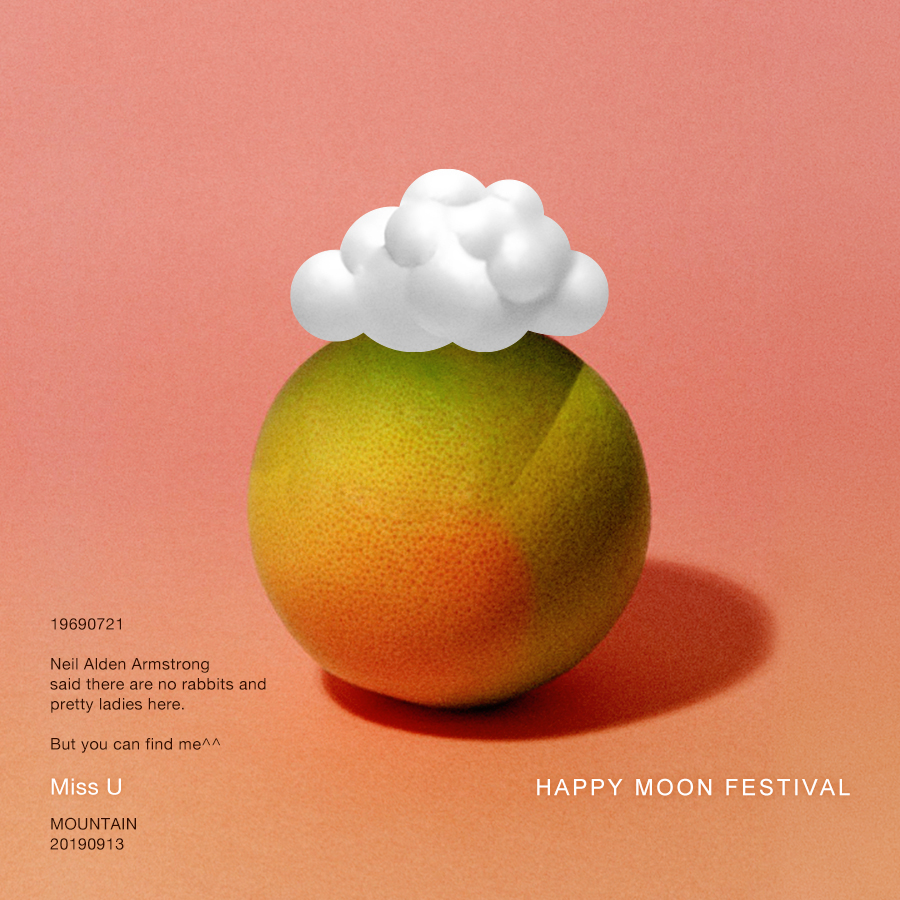 19690721
Neil Alden Armstrong
said there are no rabbits and
pretty ladies here.
But you can find me^^
Miss U
MOUNTAIN
20190913
HAPPY MOON FESTIVAL